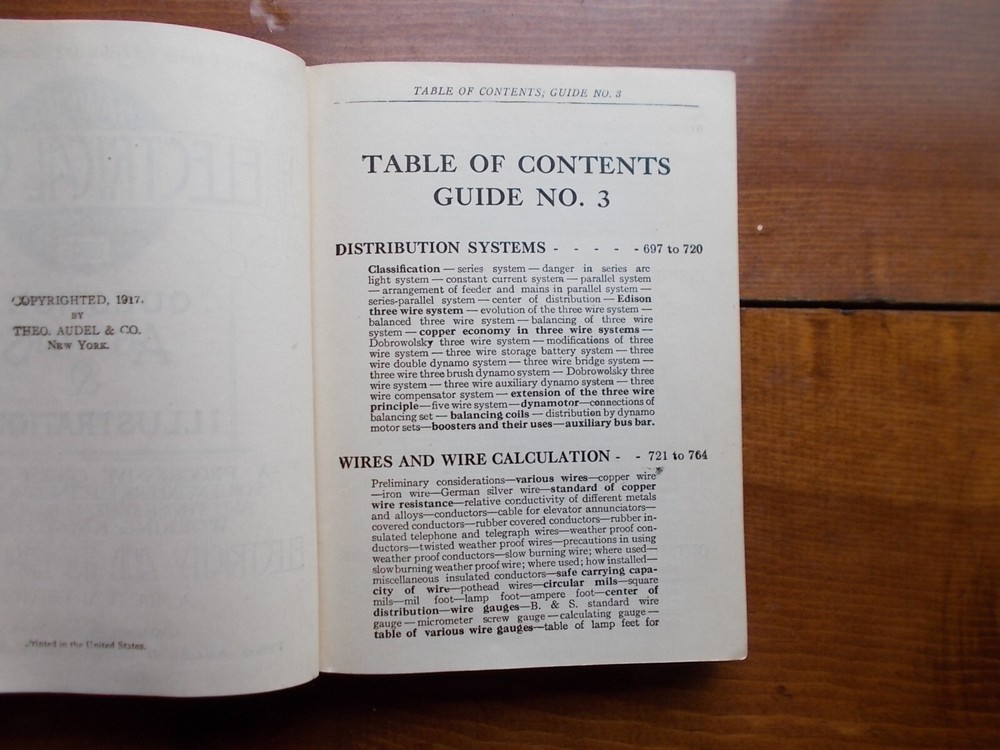 COPYRIGHTED, 1917.
BY
THEO. AUDEL & CO.
NEW YORK.
Printed in the United States.
TABLE OF CONTENTS, GUIDE NO. 3
TABLE OF CONTENTS
GUIDE NO. 3
DISTRIBUTION SYSTEMS - - - - - 697 to 720
Classification — series system — danger in series arc
light system — constant current system — parallel system
— arrangement of feeder and mains in parallel system —
series-parallel system — center of distribution — Edison
three wire system — evolution of the three wire system —
balanced three wire system — balancing of three wire
system — copper economy in three wire systems —
Dobrowolsky three wire system — modifications of three
wire system — three wire storage battery system — three
wire double dynamo system — three wire bridge system —
three wire three brush dynamo system — Dobrowolsky three
wire system — three wire auxiliary dynamo system — three
wire compensator system — extension of the three wire
principle—five wire system—dynamotor—connections of
balancing set — balancing coils — distribution by dynamo
motor sets—boosters and their uses—auxiliary bus bar.
WIRES AND WIRE CALCULATION - - 721 to 764
Preliminary considerations—various wires—copper wire
—iron wire—German silver wire—standard of copper
wire resistance—relative conductivity of different metals
and alloys—conductors—cable for elevator annunciators—
covered conductors—rubber covered conductors—rubber in-
sulated telephone and telegraph wires—weather proof con-
ductors—twisted weather proof wires—precautions in using
weather proof conductors—slow burning wire; where used—
slow burning weather proof wire; where used; how installed—
miscellaneous insulated conductors—safe carrying capa-
city of wire—pothead wires—circular mils—square
mils—mil foot—lamp foot—ampere foot—center of
distribution—wire gauges—B. & S. standard wire
gauge — micrometer screw gauge — calculating gauge —
table of various wire gauges—table of lamp feet for